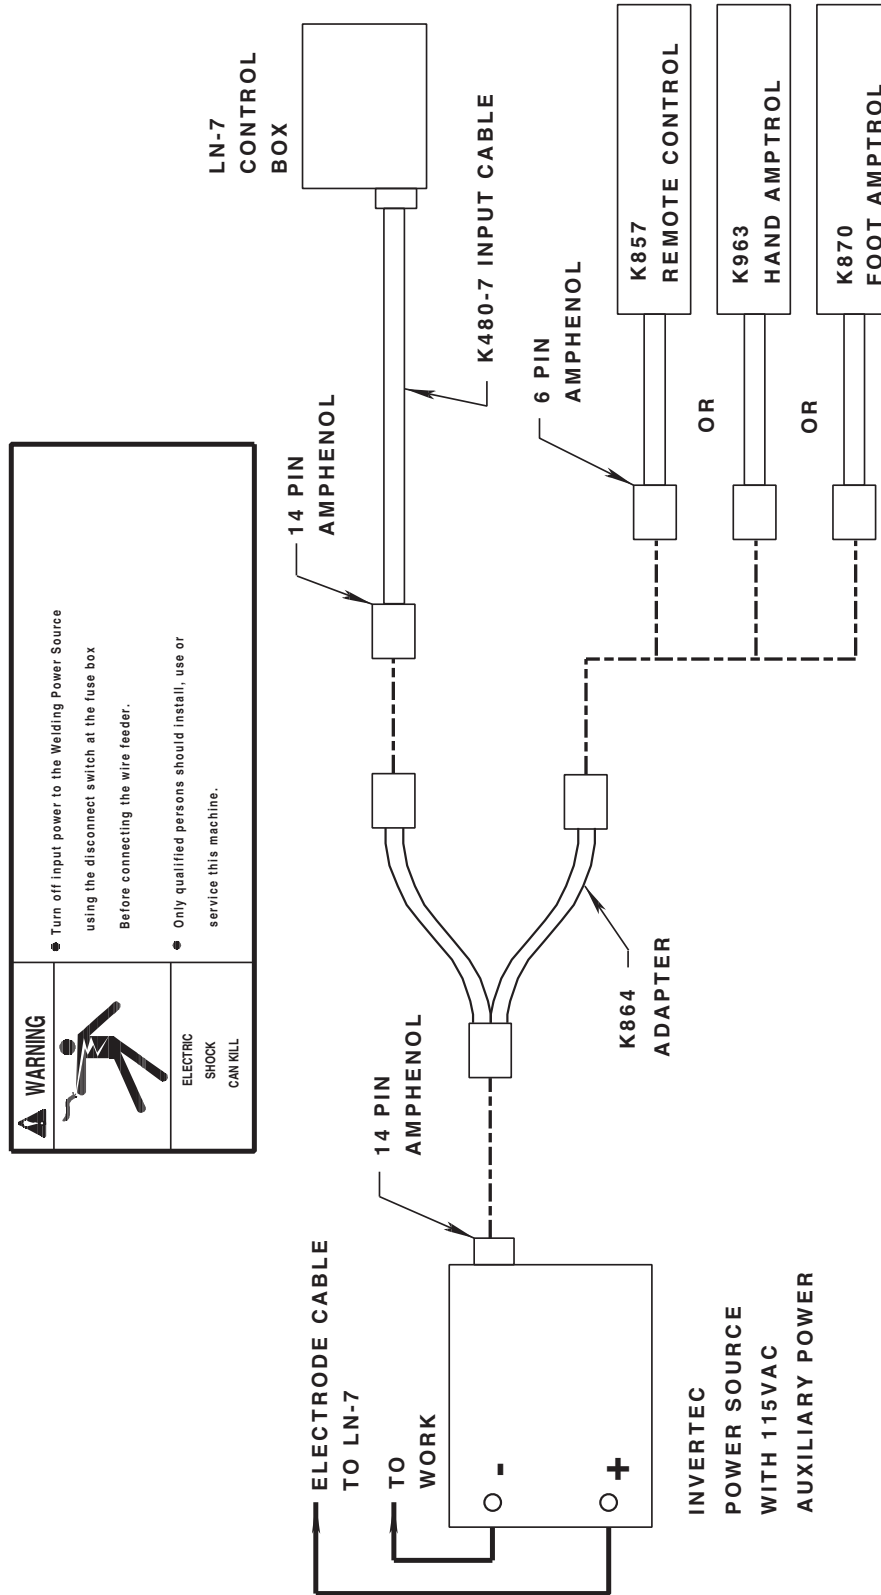 WARNING
ELECTRIC
SHOCK
CAN KILL
● Turn off input power to the Welding Power Source
using the disconnect switch at the fuse box
Before connecting the wire feeder.
● Only qualified persons should install, use or
service this machine.
ELECTRODE CABLE
TO LN-7
TO
WORK
-
+
INVERTEC
POWER SOURCE
WITH 115VAC
AUXILIARY POWER
14 PIN
AMPHENOL
K864
ADAPTER
14 PIN
AMPHENOL
LN-7
CONTROL
BOX
K480-7 INPUT CABLE
6 PIN
AMPHENOL
K857
REMOTE CONTROL
OR
K963
HAND AMPTROL
OR
K870
FOOT AMPTROL